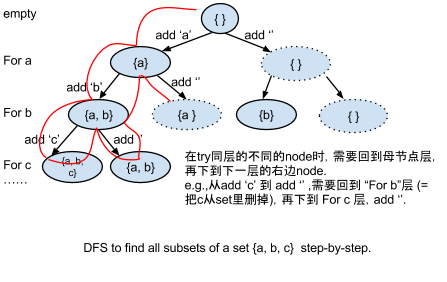 empty
{ }
add ‘a’
add ‘’
For a
{a}
{ }
add ‘b’
add ‘’
For b
{a, b}
{a }
{b}
{ }
add ‘c’
add ‘’
For c
{a, b,
c}
{a, b}
……
在try同层的不同的node时, 需要回到母节点层,
再下到下一层的右边node.
e.g.,从add ‘c’ 到 add ‘’ ,需要回到 “For b”层 (=
把c从set里删掉), 再下到 For c 层, add ‘’.
DFS to find all subsets of a set {a, b, c}  step-by-step.